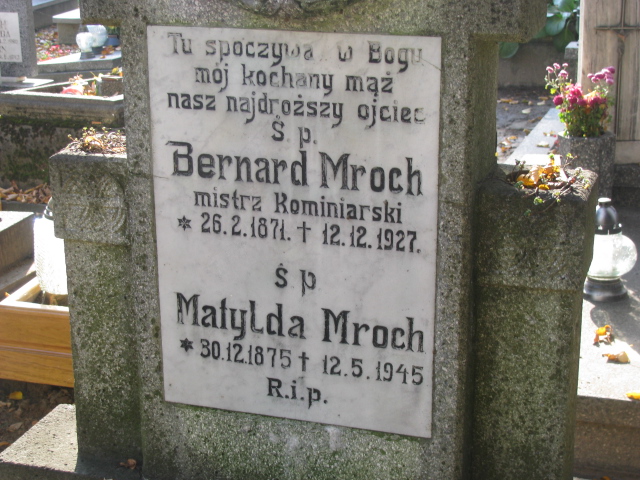 Tu spoczywa w Bogu
mój kochany mąż
nasz najdroższy ojciec
Ś. p.
Bernard Mroch
mistrz Kominiarski
* 26.2.1871. † 12.12.1927.
ś p
Matylda Mroch
* 30.12.1875 † 12.5.1945
R.i.p.